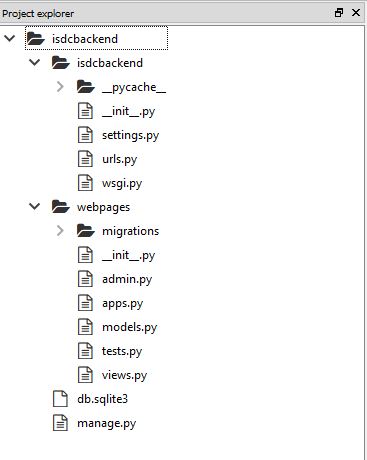 Project explorer
isdcbackend
isdcbackend
__pycache__
__init__.py
settings.py
urls.py
wsgi.py
webpages
migrations
__init__.py
admin.py
apps.py
models.py
tests.py
views.py
db.sqlite3
manage.py